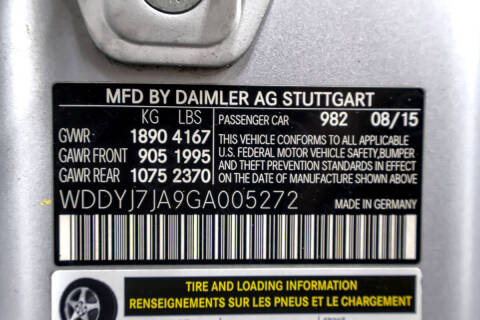 MFD BY DAIMLER AG STUTTGART
KG LBS PASSENGER CAR 982 08/15
GVWR 1890 4167 THIS VEHICLE CONFORMS TO ALL APPLICABLE
GAWR FRONT 905 1995 U.S. FEDERAL MOTOR VEHICLE SAFETY, BUMPER
AND THEFT PREVENTION STANDARDS IN EFFECT
GAWR REAR 1075 2370 ON THE DATE OF MANUFACTURE SHOWN ABOVE.
WDDYJ7JA9GA005272 MADE IN GERMANY
TIRE AND LOADING INFORMATION
RENSEIGNEMENTS SUR LES PNEUS ET LE CHARGEMENT